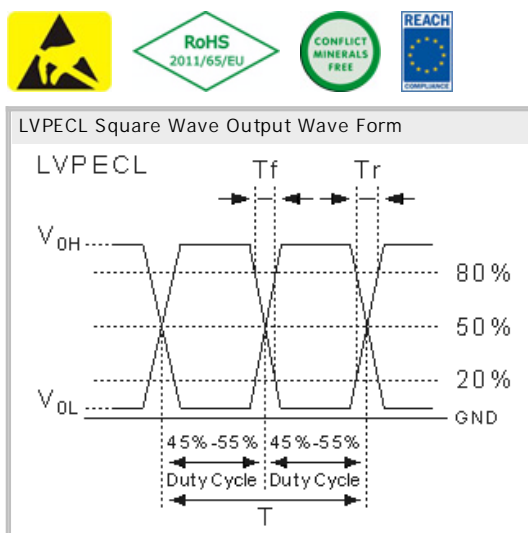 RoHS
2011/65/EU
CONFLICT
MINERALS
FREE
REACH
COMPLIANCE
LVPECL Square Wave Output Wave Form
LVPECL
Tf
Tr
V0H
80%
50%
20%
V0L
GND
45%-55%
45%-55%
Duty Cycle
Duty Cycle
T